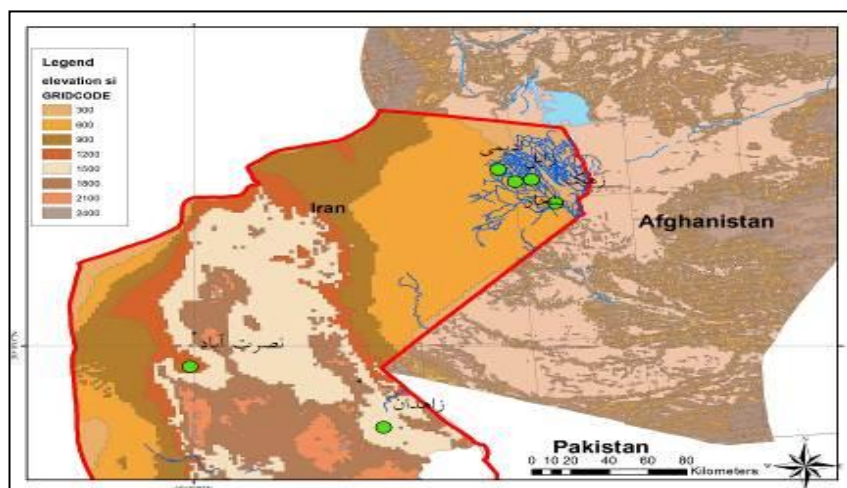 Legend
elevation si
GRIDCODE
300
600
900
1200
1500
1800
2100
2400
Iran
Afghanistan
نصرت آباد
زاهدان
Pakistan
0 10 20 40 60 80
Kilometers